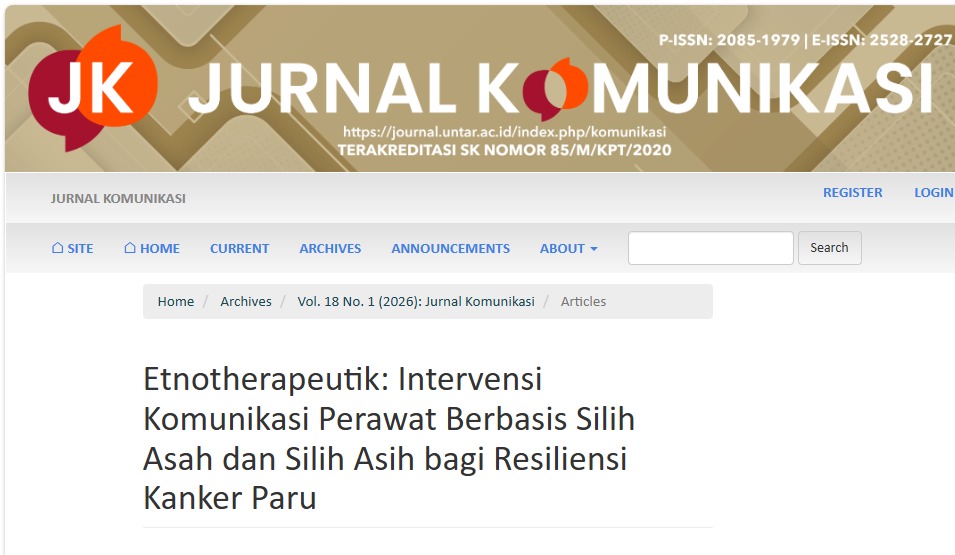 P-ISSN: 2085-1979 | E-ISSN: 2528-2727
JK JURNAL KOMUNIKASI
https://journal.untar.ac.id/index.php/komunikasi
TERAKREDITASI SK NOMOR 85/M/KPT/2020
JURNAL KOMUNIKASI
REGISTER LOGIN
SITE HOME CURRENT ARCHIVES ANNOUNCEMENTS ABOUT Search
Home / Archives / Vol. 18 No. 1 (2026): Jurnal Komunikasi / Articles
Etnotherapeutik: Intervensi
Komunikasi Perawat Berbasis Silih
Asah dan Silih Asih bagi Resiliensi
Kanker Paru